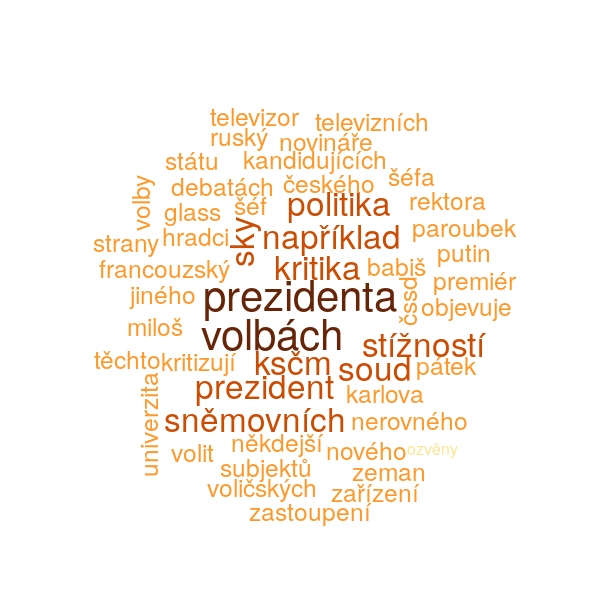 televizor
televizních
ruský
novináře
státu
kandidujících
debatách
českého
šéfa
volby
glass
šéf
politika
rektora
strany
hradci
sky
například
paroubek
francouzský
kritika
babiš
putin
jiného
prezidenta
čssd
premiér
objevuje
miloš
volbách
stížností
těchto
kritizují
ksčm
soud
pátek
univerzita
prezident
karlova
sněmovních
nerovného
volit
někdejší
nového
ozvěny
subjektů
zeman
voličských
zařízení
zastoupení